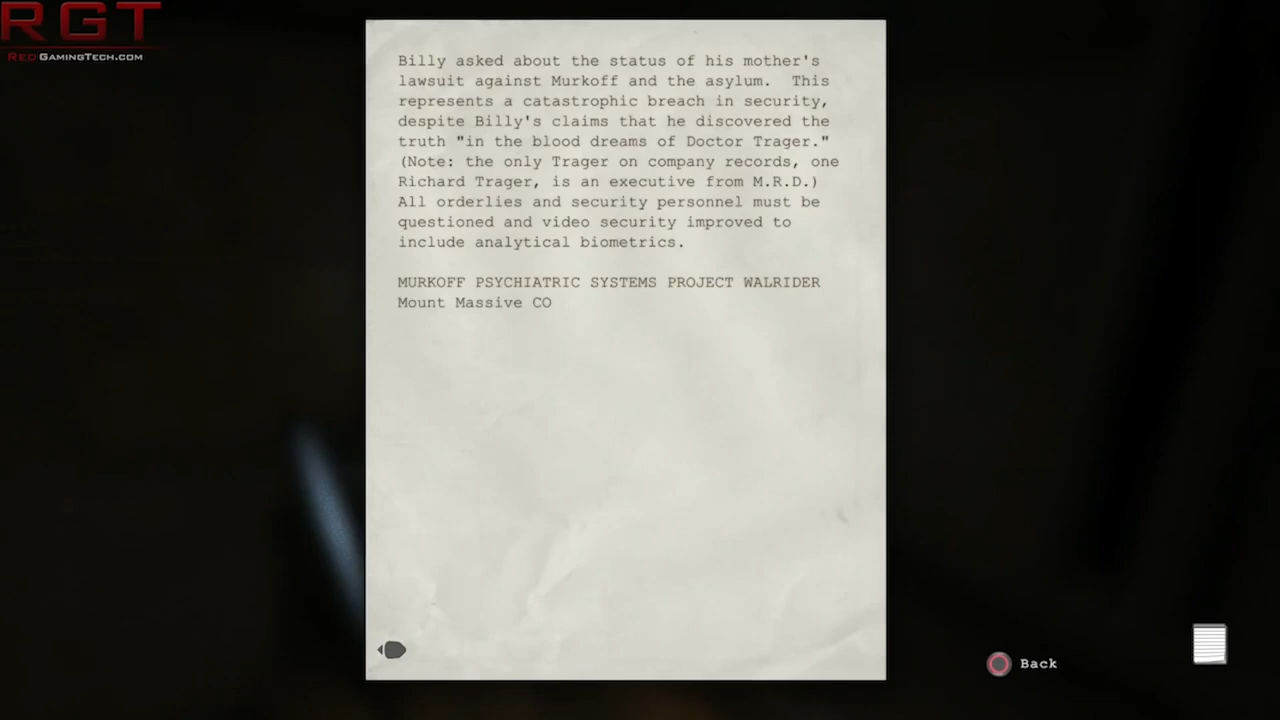 RGT
RedGamingTech.com
Billy asked about the status of his mother's
lawsuit against Murkoff and the asylum.  This
represents a catastrophic breach in security,
despite Billy's claims that he discovered the
truth "in the blood dreams of Doctor Trager."
(Note: the only Trager on company records, one
Richard Trager, is an executive from M.R.D.)
All orderlies and security personnel must be
questioned and video security improved to
include analytical biometrics.

MURKOFF PSYCHIATRIC SYSTEMS PROJECT WALRIDER
Mount Massive CO
Back